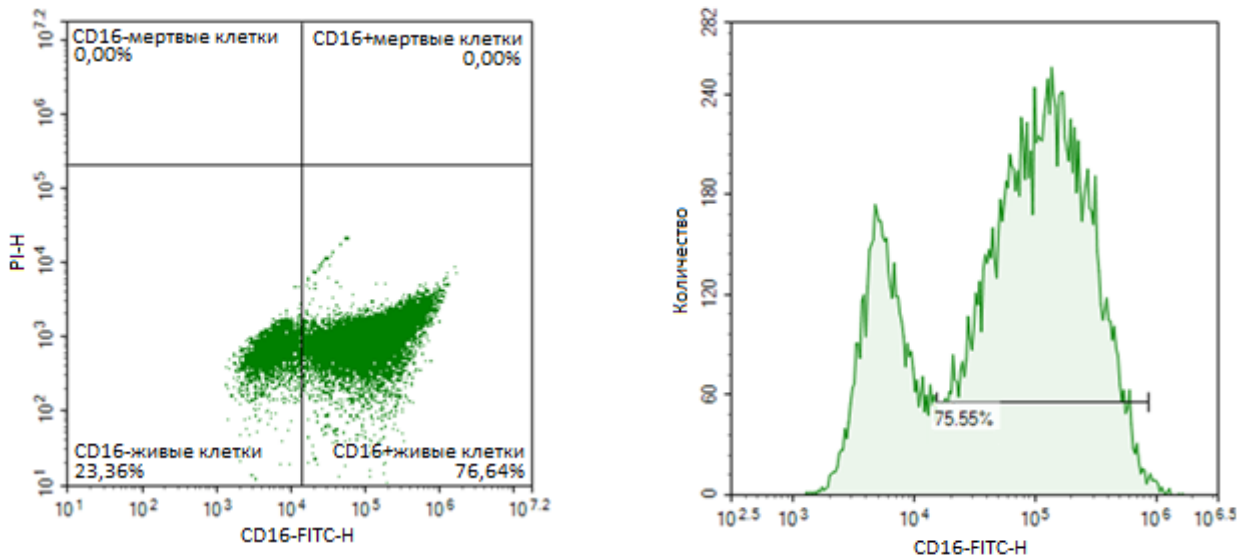 CD16-мертвые клетки
0,00%
CD16+мертвые клетки
0,00%
10^7.2
10^6
10^5
10^4
10^3
10^2
10^1
PI-H
CD16-живые клетки
23,36%
CD16+живые клетки
76,64%
10^1 10^2 10^3 10^4 10^5 10^6 10^7.2
CD16-FITC-H
282
240
180
120
60
0
Количество
75.55%
10^2.5 10^3 10^4 10^5 10^6 10^6.5
CD16-FITC-H